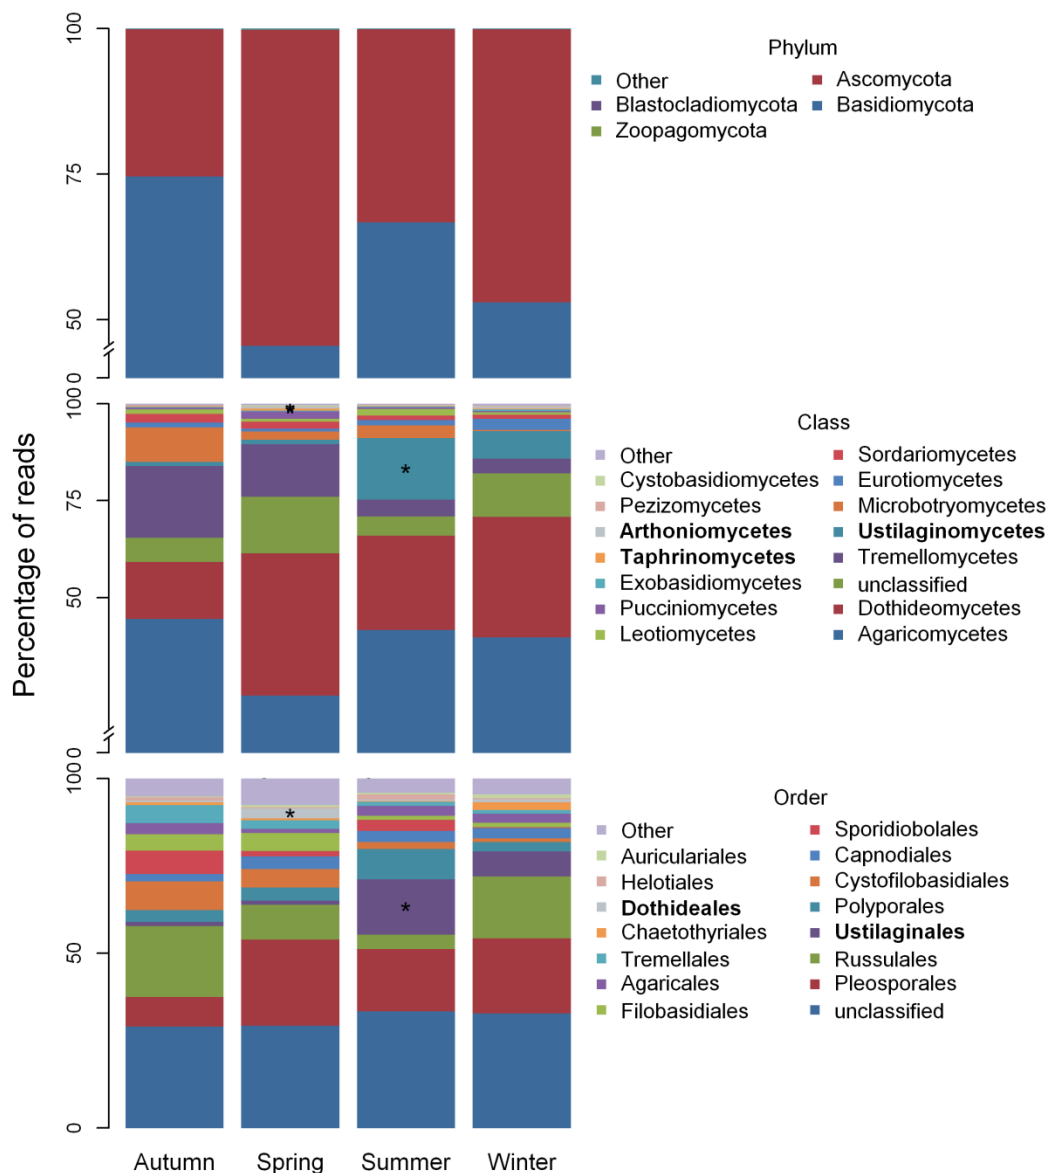 Percentage of reads
100
75
50
0
Phylum
Other
Blastocladiomycota
Zoopagomycota
Ascomycota
Basidiomycota
100
75
50
0
Class
Other
Cystobasidiomycetes
Pezizomycetes
Arthoniomycetes
Taphrinomycetes
Exobasidiomycetes
Pucciniomycetes
Leotiomycetes
Sordariomycetes
Eurotiomycetes
Microbotryomycetes
Ustilaginomycetes
Tremellomycetes
unclassified
Dothideomycetes
Agaricomycetes
*
*
100
50
0
Order
Other
Auriculariales
Helotiales
Dothideales
Chaetothyriales
Tremellales
Agaricales
Filobasidiales
Sporidiobolales
Capnodiales
Cystofilobasidiales
Polyporales
Ustilaginales
Russulales
Pleosporales
unclassified
*
*
Autumn
Spring
Summer
Winter